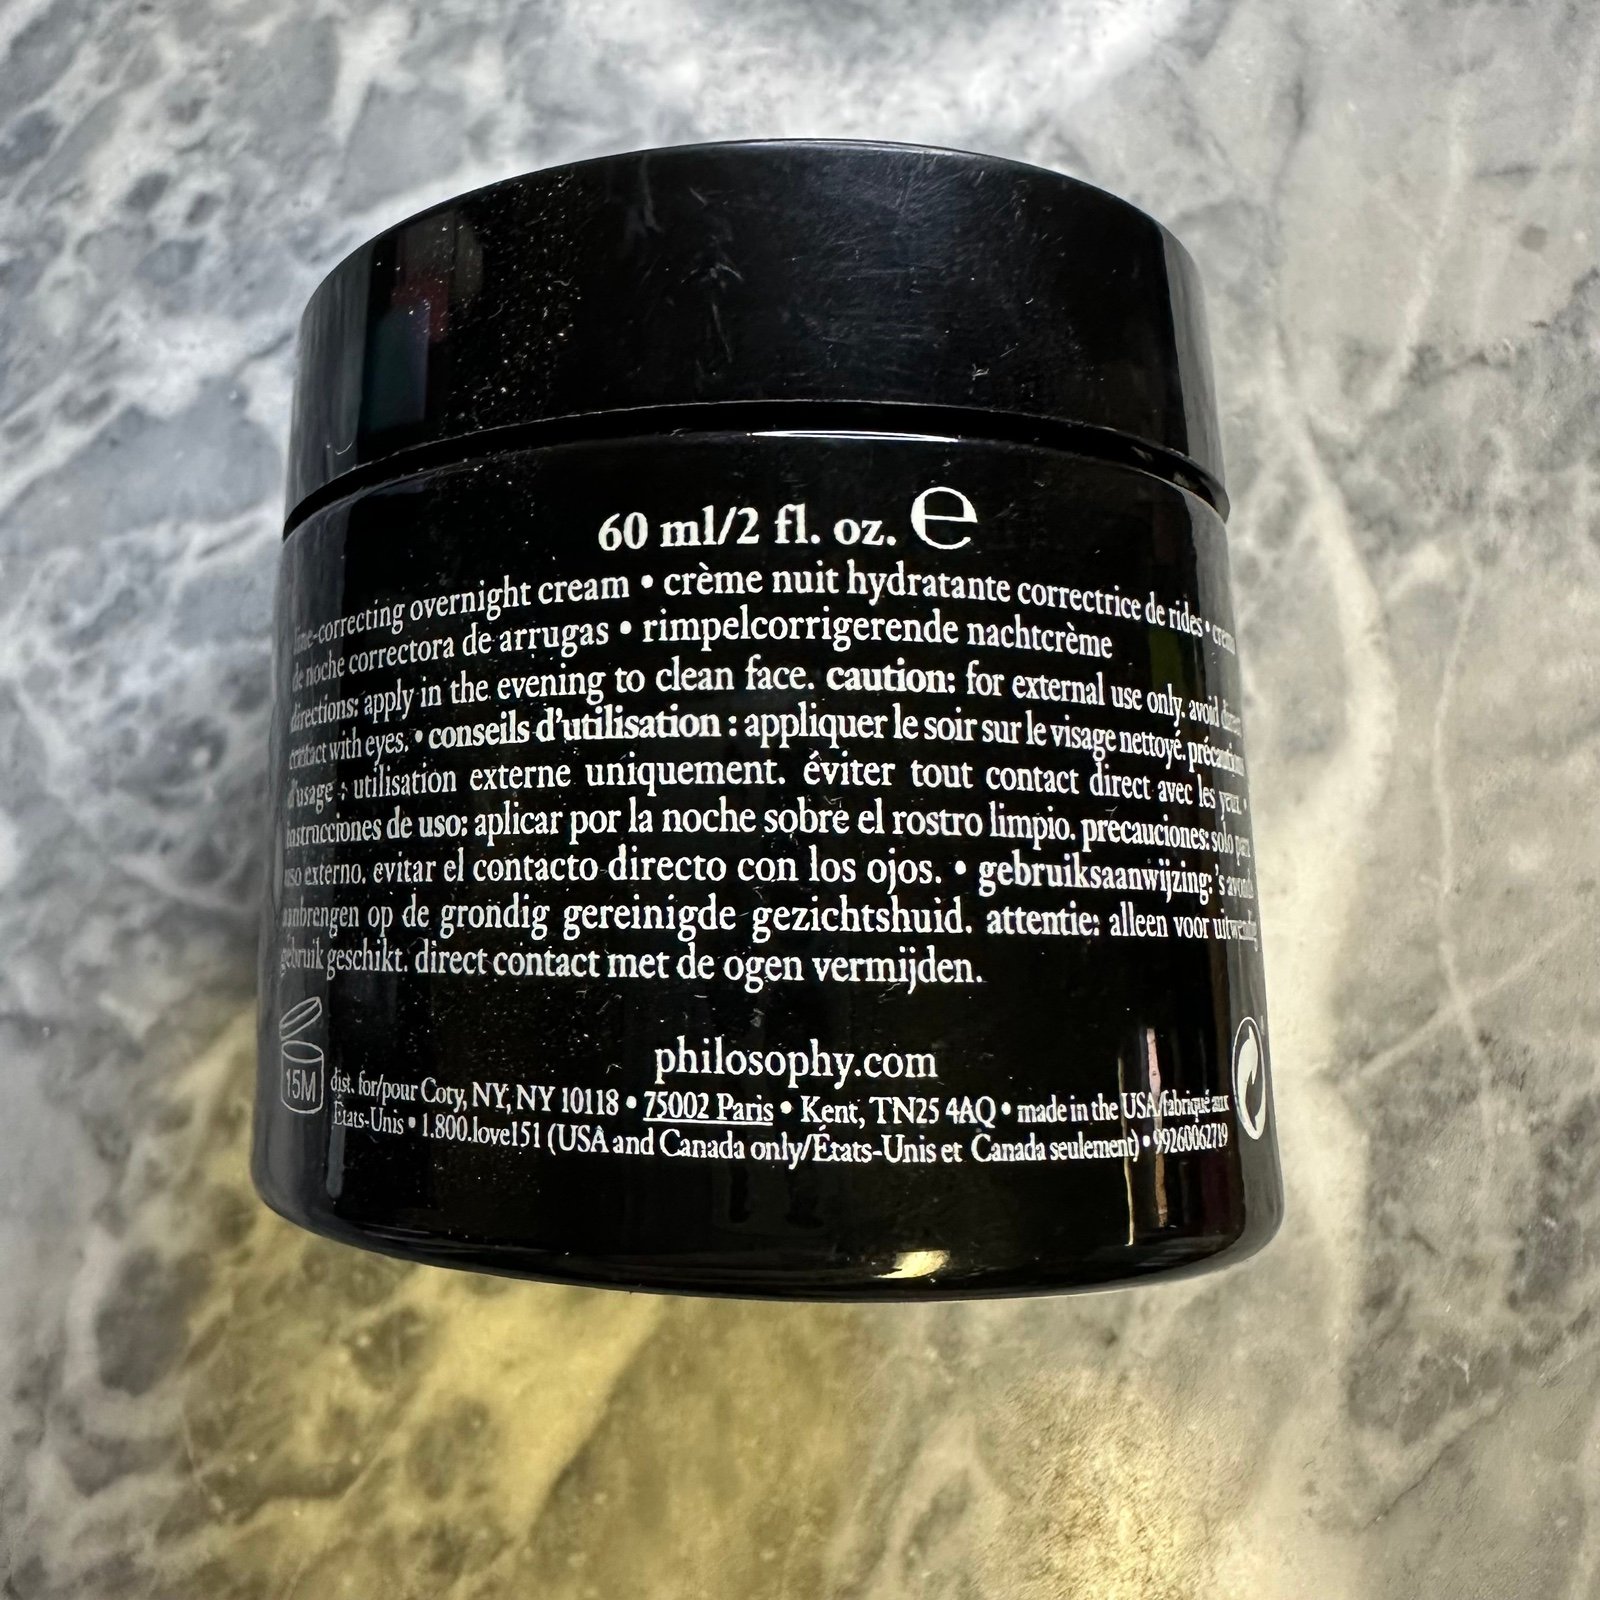 60 ml/2 fl. oz. ℮
time-correcting overnight cream • crème nuit hydratante correctrice de rides • crema
de noche correctora de arrugas • rimpelcorrigerende nachtcrème
directions: apply in the evening to clean face. caution: for external use only. avoid direct
contact with eyes. • conseils d'utilisation : appliquer le soir sur le visage nettoyé. précautions
d'usage : utilisation externe uniquement. éviter tout contact direct avec les yeux. •
instrucciones de uso: aplicar por la noche sobre el rostro limpio. precauciones: solo para
uso externo. evitar el contacto directo con los ojos. • gebruiksaanwijzing: 's avonds
aanbrengen op de grondig gereinigde gezichtshuid. attentie: alleen voor uitwendig
gebruik geschikt. direct contact met de ogen vermijden.
philosophy.com
15M
dist. for/pour Coty, NY, NY 10118 • 75002 Paris • Kent, TN25 4AQ • made in the USA/fabriqué aux
États-Unis • 1.800.love151 (USA and Canada only/États-Unis et Canada seulement) • 99260062719